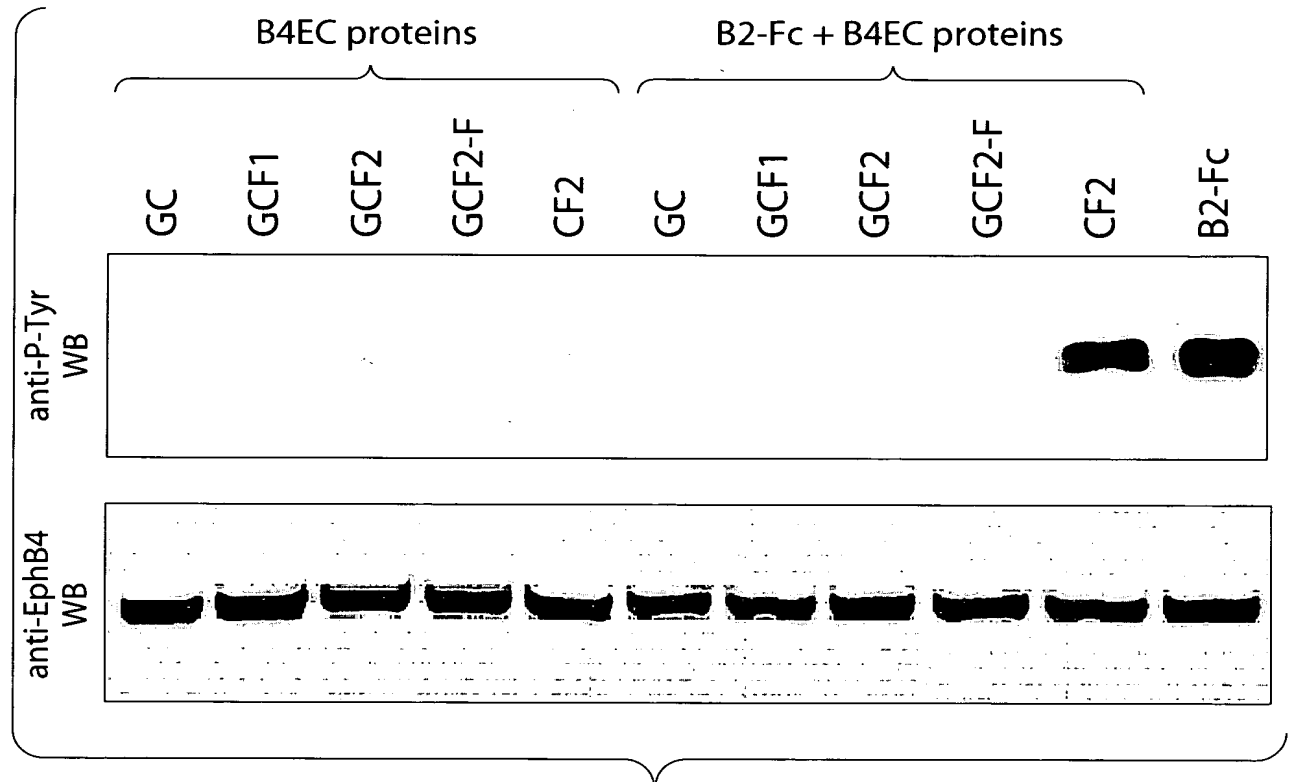 B4EC proteins
B2-Fc + B4EC proteins
GC
GCF1
GCF2
GCF2-F
CF2
GC
GCF1
GCF2
GCF2-F
CF2
B2-Fc
anti-P-Tyr
WB
anti-EphB4
WB